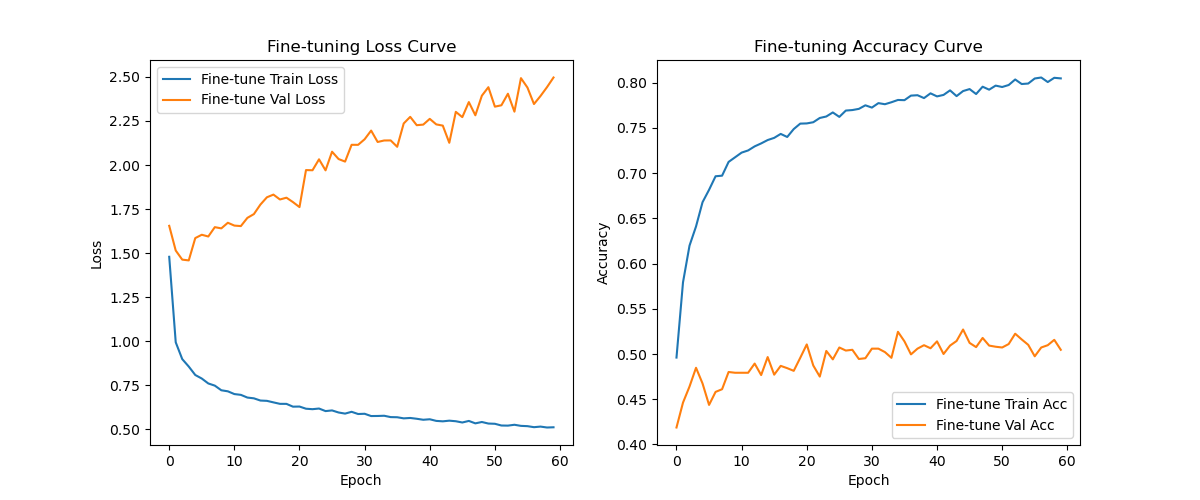 Fine-tuning Loss Curve
Fine-tune Train Loss
Fine-tune Val Loss
2.50
2.25
2.00
1.75
1.50
1.25
1.00
0.75
0.50
Loss
0 10 20 30 40 50 60
Epoch
Fine-tuning Accuracy Curve
0.80
0.75
0.70
0.65
0.60
0.55
0.50
0.45
0.40
Accuracy
Fine-tune Train Acc
Fine-tune Val Acc
0 10 20 30 40 50 60
Epoch